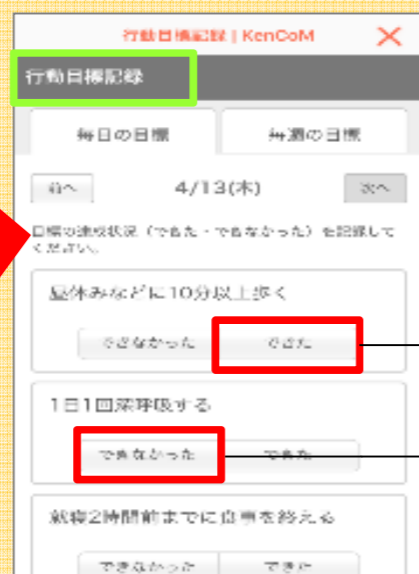 行動目標記録 | KenCoM
行動目標記録
毎日の目標
毎週の目標
前へ
4/13(木)
次へ
目標の達成状況（できた・できなかった）を記録して
ください。
昼休みなどに10分以上歩く
できなかった
できた
1日1回深呼吸する
できなかった
できた
就寝2時間前までに食事を終える
できなかった
できた